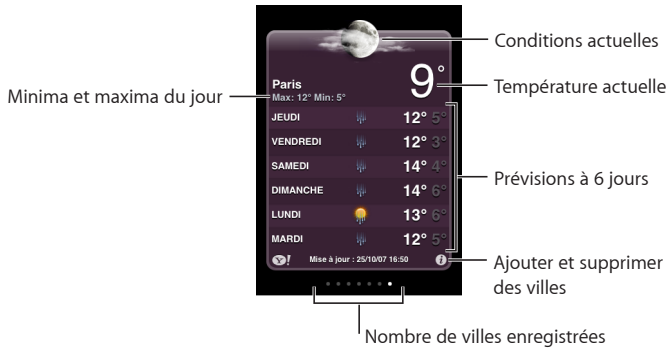 Conditions actuelles
9°
Température actuelle
Paris
Max: 12° Min: 5°
Minima et maxima du jour
JEUDI 12° 5°
VENDREDI 12° 3°
SAMEDI 14° 4°
DIMANCHE 14° 6°
LUNDI 13° 6°
MARDI 12° 5°
Prévisions à 6 jours
Y! Mise à jour : 25/10/07 16:50 i
Ajouter et supprimer
des villes
Nombre de villes enregistrées